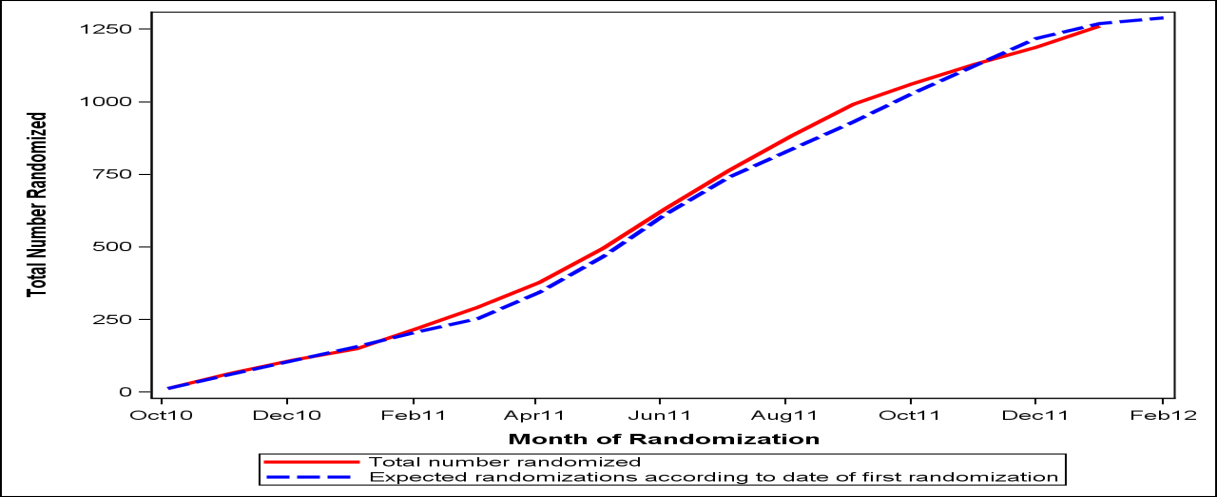 Total Number Randomized
1250
1000
750
500
250
0
Oct10 Dec10 Feb11 Apr11 Jun11 Aug11 Oct11 Dec11 Feb12
Month of Randomization
Total number randomized
Expected randomizations according to date of first randomization